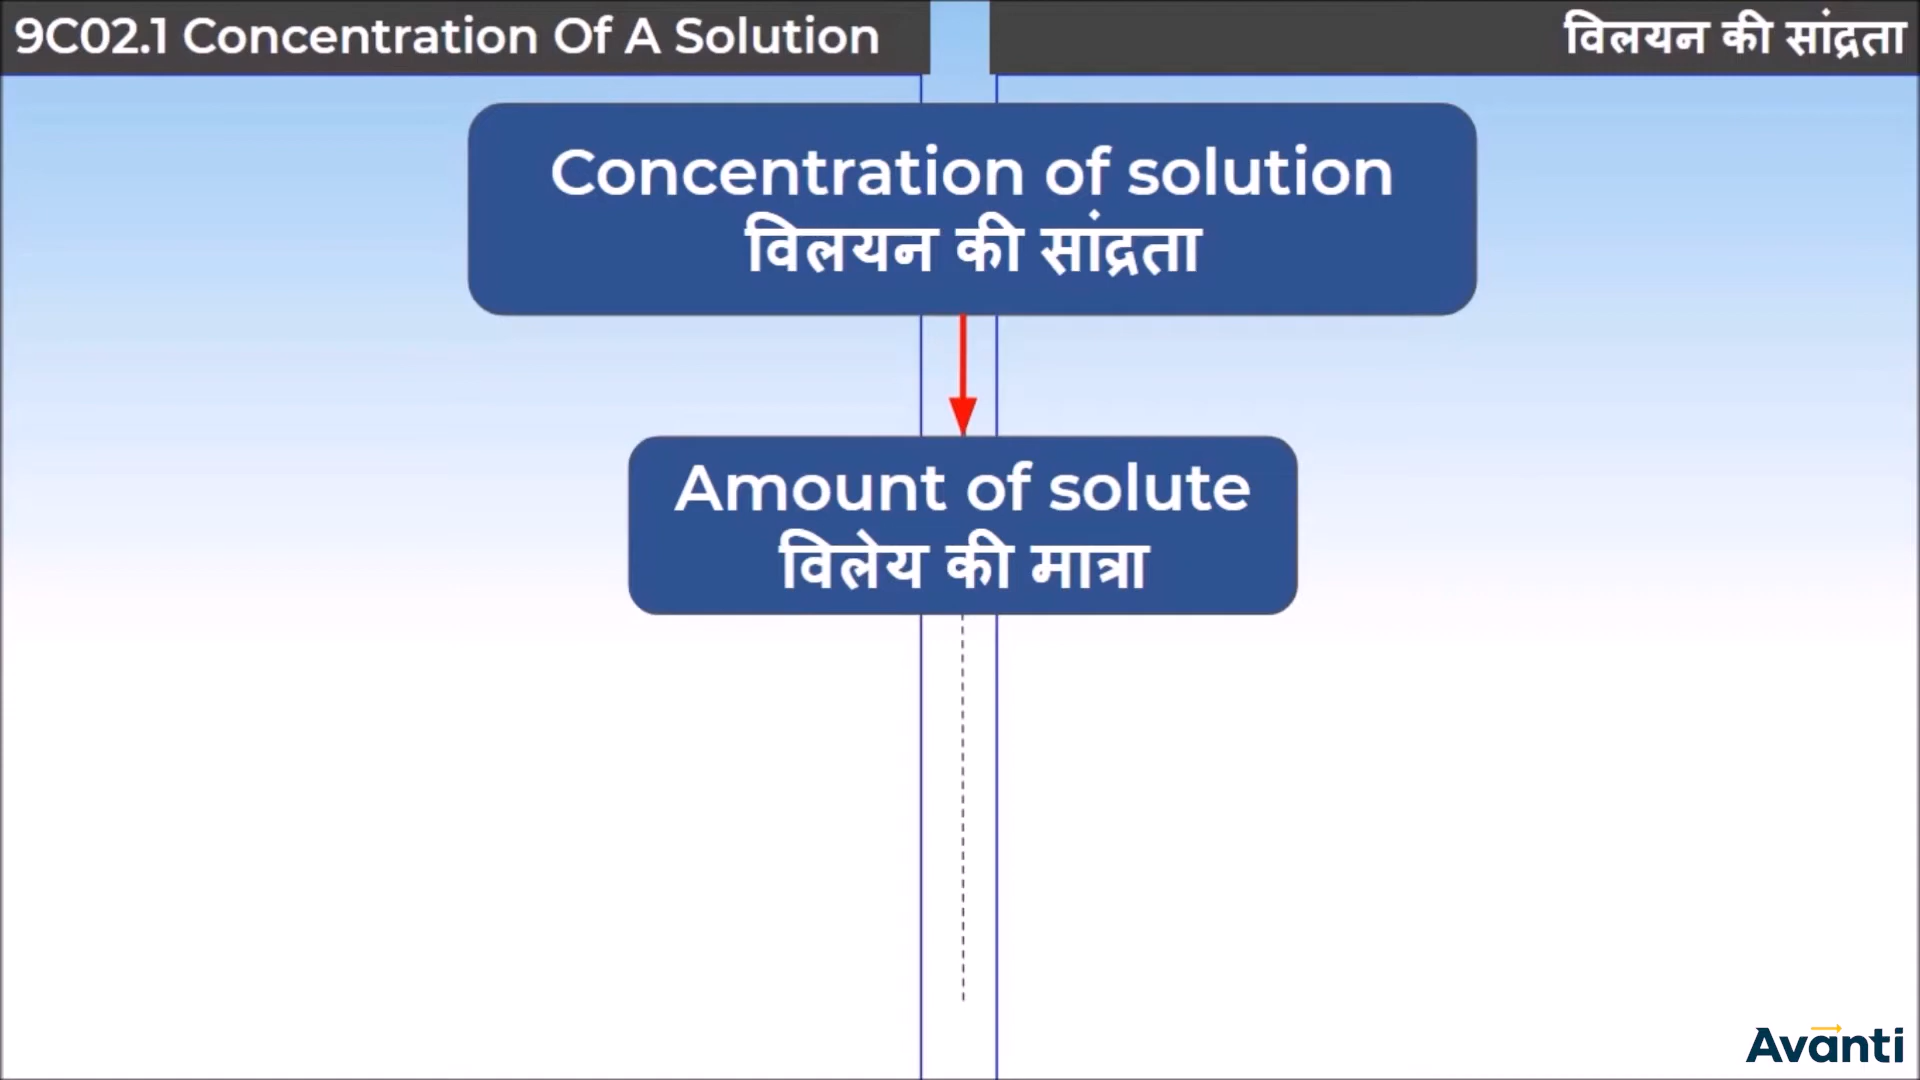 9C02.1 Concentration Of A Solution
विलयन की सांद्रता
Concentration of solution
विलयन की सांद्रता
Amount of solute
विलेय की मात्रा
Avanti